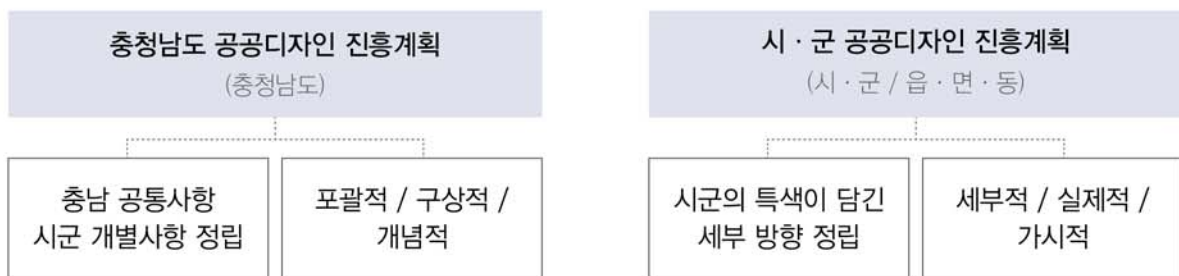 충청남도 공공디자인 진흥계획
(충청남도)
충남 공통사항
시군 개별사항 정립
포괄적 / 구상적 /
개념적
시 · 군 공공디자인 진흥계획
(시 · 군 / 읍 · 면 · 동)
시군의 특색이 담긴
세부 방향 정립
세부적 / 실제적 /
가시적